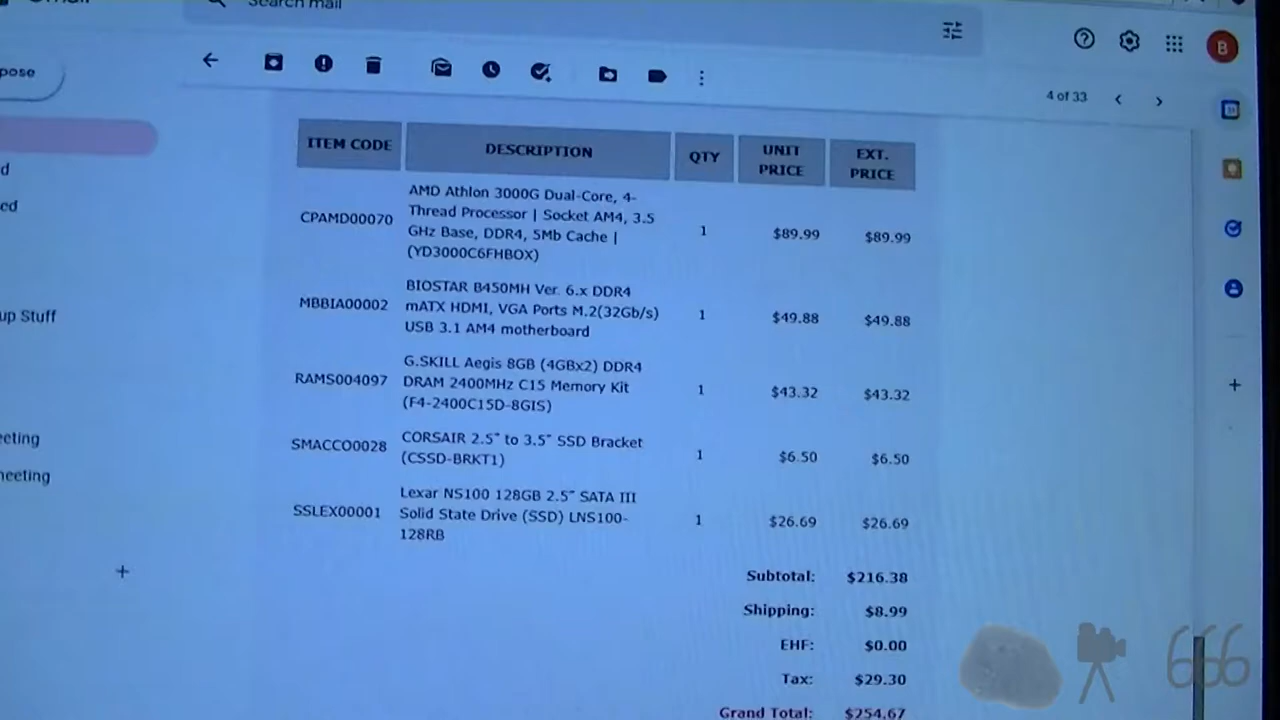 Search mail
pose
B
4 of 33
d
ed
up Stuff
eeting
neeting
ITEM CODE DESCRIPTION QTY UNIT PRICE EXT. PRICE
AMD Athlon 3000G Dual-Core, 4-
Thread Processor | Socket AM4, 3.5
CPAMD00070 GHz Base, DDR4, 5Mb Cache | 1 $89.99 $89.99
(YD3000C6FHBOX)
BIOSTAR B450MH Ver. 6.x DDR4
MBBIA00002 mATX HDMI, VGA Ports M.2(32Gb/s) 1 $49.88 $49.88
USB 3.1 AM4 motherboard
G.SKILL Aegis 8GB (4GBx2) DDR4
RAMS004097 DRAM 2400MHz C15 Memory Kit 1 $43.32 $43.32
(F4-2400C15D-8GIS)
SMACCO0028 CORSAIR 2.5" to 3.5" SSD Bracket 1 $6.50 $6.50
(CSSD-BRKT1)
Lexar NS100 128GB 2.5" SATA III
SSLEX00001 Solid State Drive (SSD) LNS100- 1 $26.69 $26.69
128RB
Subtotal: $216.38
Shipping: $8.99
EHF: $0.00
Tax: $29.30
Grand Total: $254.67
666